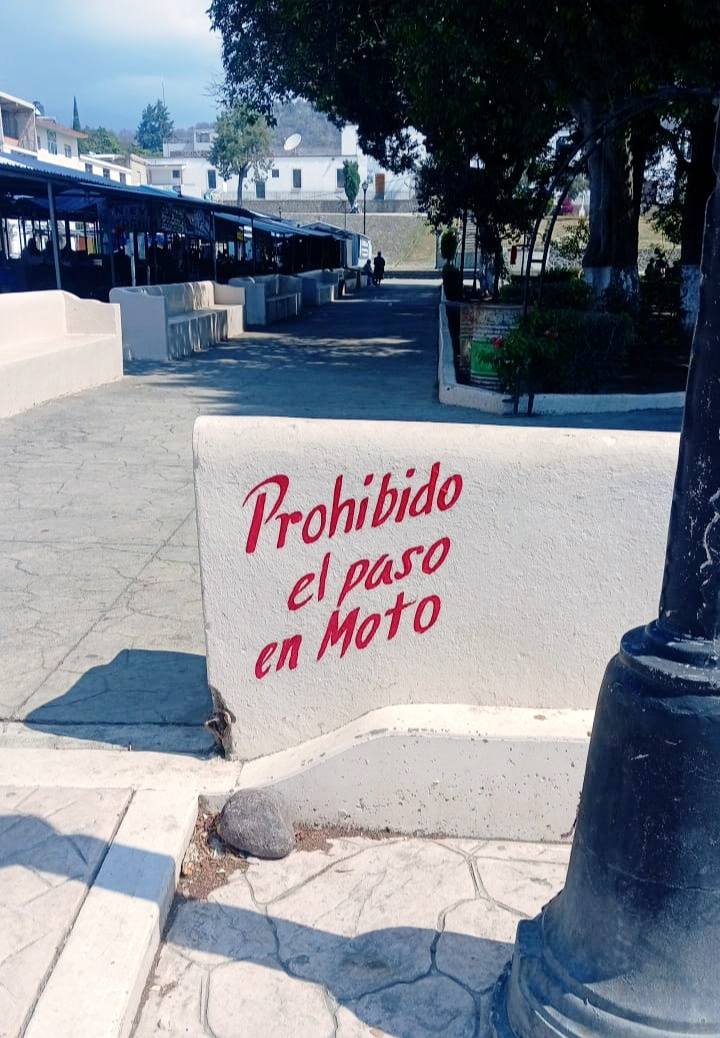 Prohibido
el paso
en Moto